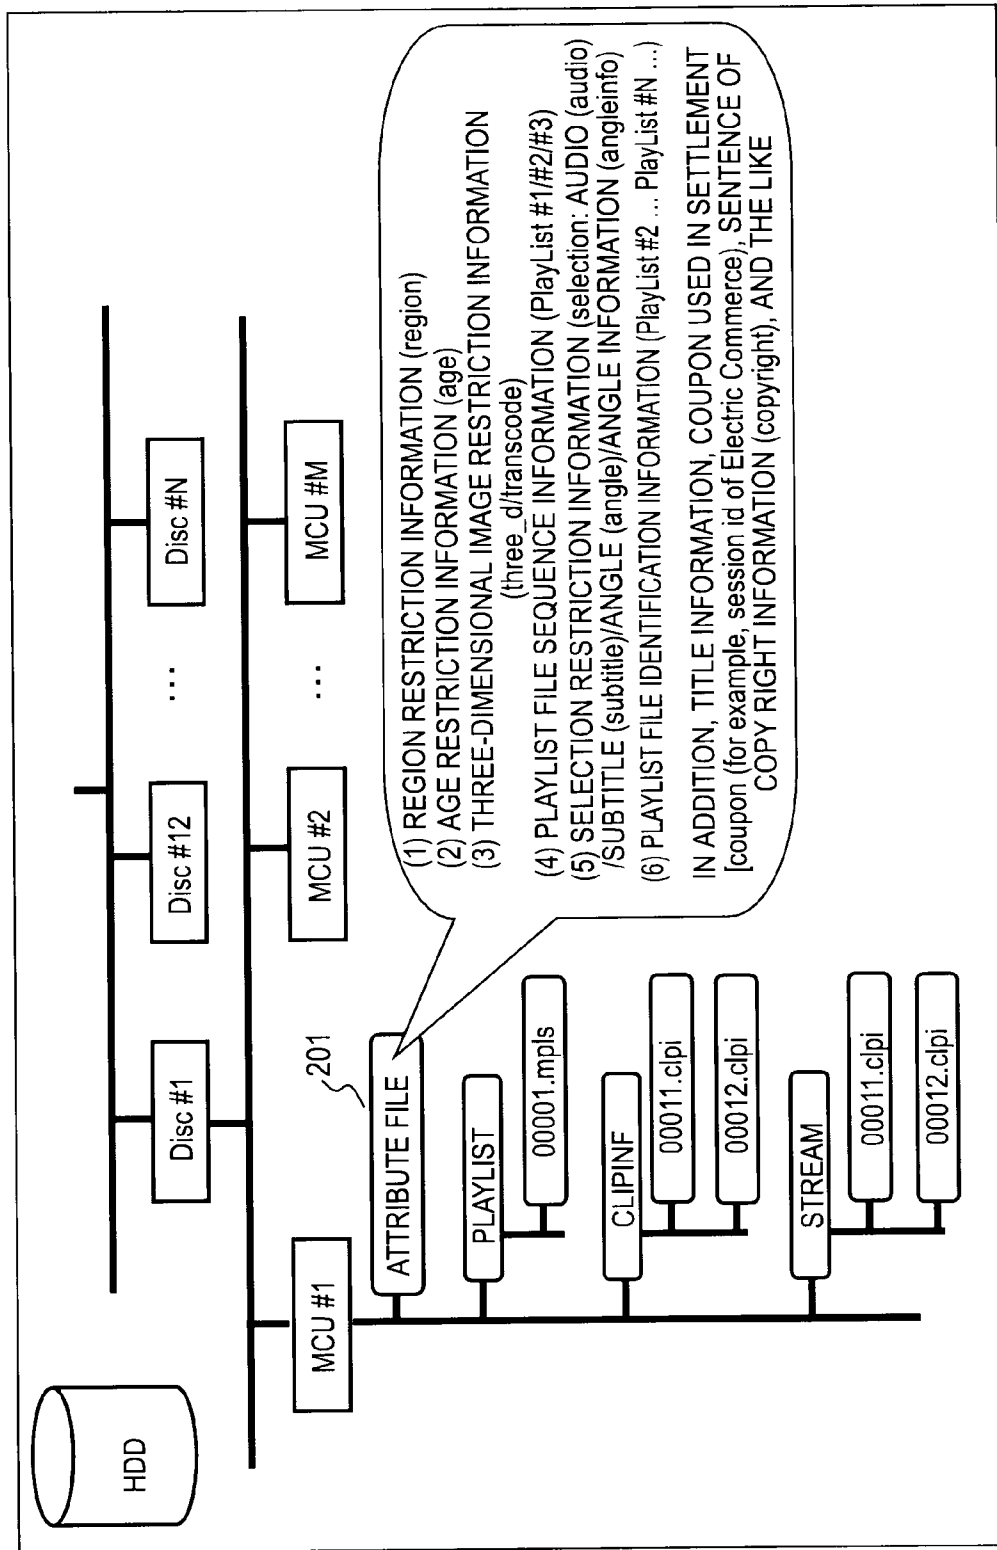 HDD
Disc #1
Disc #12
...
Disc #N
MCU #1
MCU #2
...
MCU #M
201
ATTRIBUTE FILE
PLAYLIST
00001.mpls
CLIPINF
00011.clpi
00012.clpi
STREAM
00011.clpi
00012.clpi
(1) REGION RESTRICTION INFORMATION (region)
(2) AGE RESTRICTION INFORMATION (age)
(3) THREE-DIMENSIONAL IMAGE RESTRICTION INFORMATION
(three_d/transcode)
(4) PLAYLIST FILE SEQUENCE INFORMATION (PlayList #1/#2/#3)
(5) SELECTION RESTRICTION INFORMATION (selection: AUDIO (audio)
/SUBTITLE (subtitle)/ANGLE (angle)/ANGLE INFORMATION (angleinfo)
(6) PLAYLIST FILE IDENTIFICATION INFORMATION (PlayList #2 ... PlayList #N ...)
IN ADDITION, TITLE INFORMATION, COUPON USED IN SETTLEMENT
[coupon (for example, session id of Electric Commerce), SENTENCE OF
COPY RIGHT INFORMATION (copyright), AND THE LIKE